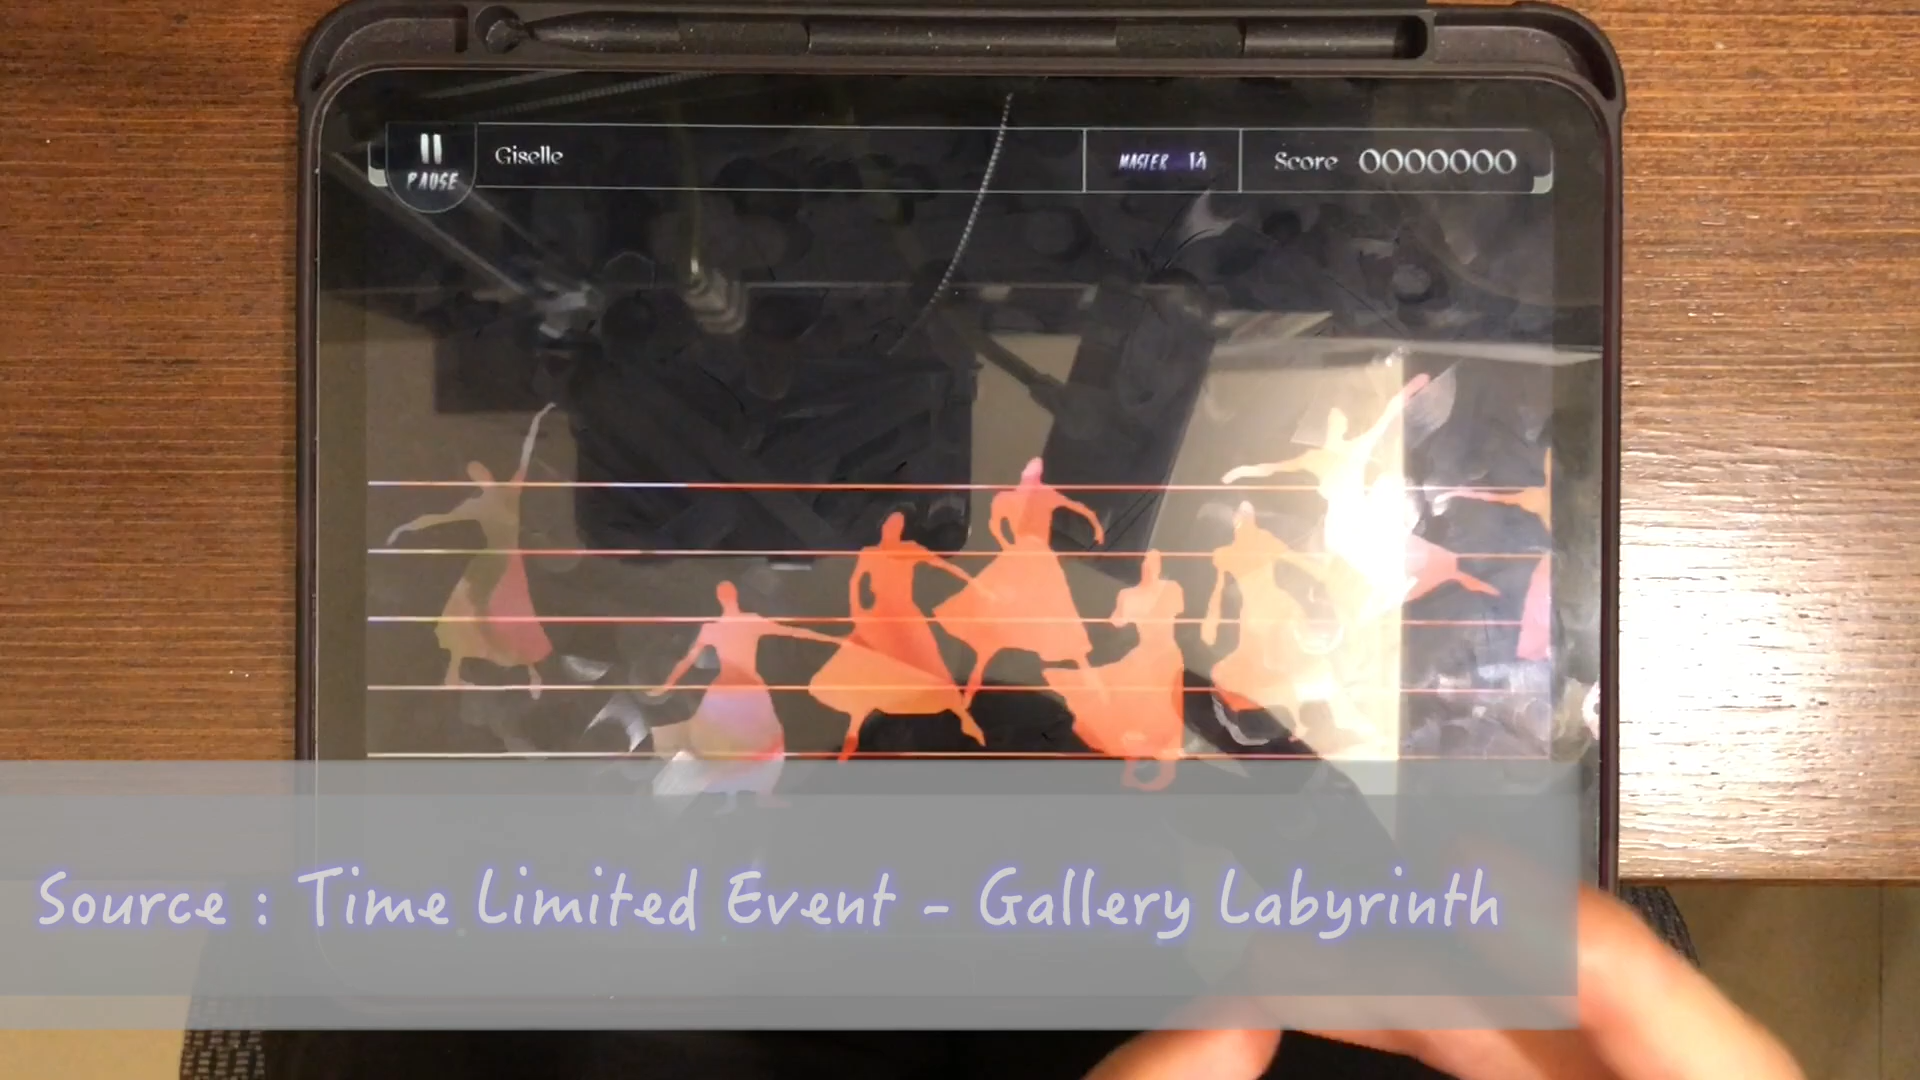 PAUSE
Giselle
MASTER 14
Score 0000000
Source : Time Limited Event - Gallery Labyrinth